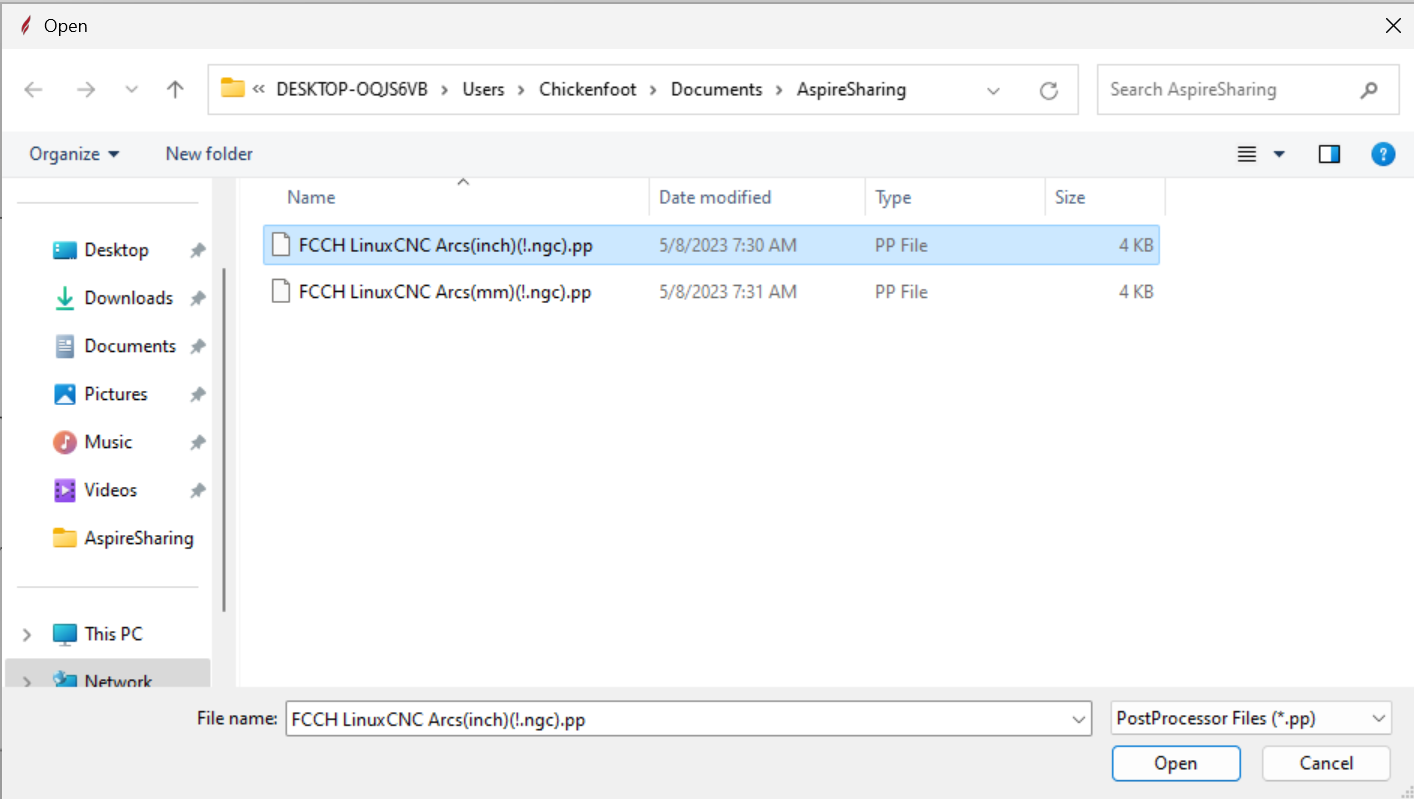 Open
« DESKTOP-OQJS6VB > Users > Chickenfoot > Documents > AspireSharing
Search AspireSharing
Organize
New folder
?
Name Date modified Type Size
FCCH LinuxCNC Arcs(inch)(!.ngc).pp 5/8/2023 7:30 AM PP File 4 KB
FCCH LinuxCNC Arcs(mm)(!.ngc).pp 5/8/2023 7:31 AM PP File 4 KB
Desktop
Downloads
Documents
Pictures
Music
Videos
AspireSharing
This PC
Network
File name: FCCH LinuxCNC Arcs(inch)(!.ngc).pp
PostProcessor Files (*.pp)
Open Cancel